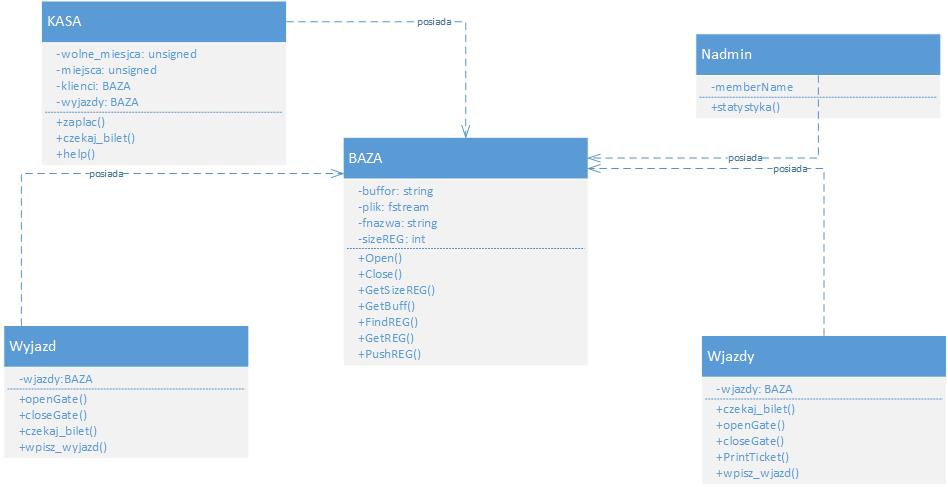 KASA
-wolne_miesjca: unsigned
-miejsca: unsigned
-klienci: BAZA
-wyjazdy: BAZA
+zaplac()
+czekaj_bilet()
+help()
posiada
Nadmin
-memberName
+statystyka()
BAZA
-buffor: string
-plik: fstream
-fnazwa: string
-sizeREG: int
+Open()
+Close()
+GetSizeREG()
+GetBuff()
+FindREG()
+GetREG()
+PushREG()
posiada
posiada
posiada
Wyjazd
-wjazdy:BAZA
+openGate()
+closeGate()
+czekaj_bilet()
+wpisz_wyjazd()
Wjazdy
-wjazdy: BAZA
+czekaj_bilet()
+openGate()
+closeGate()
+PrintTicket()
+wpisz_wjazd()